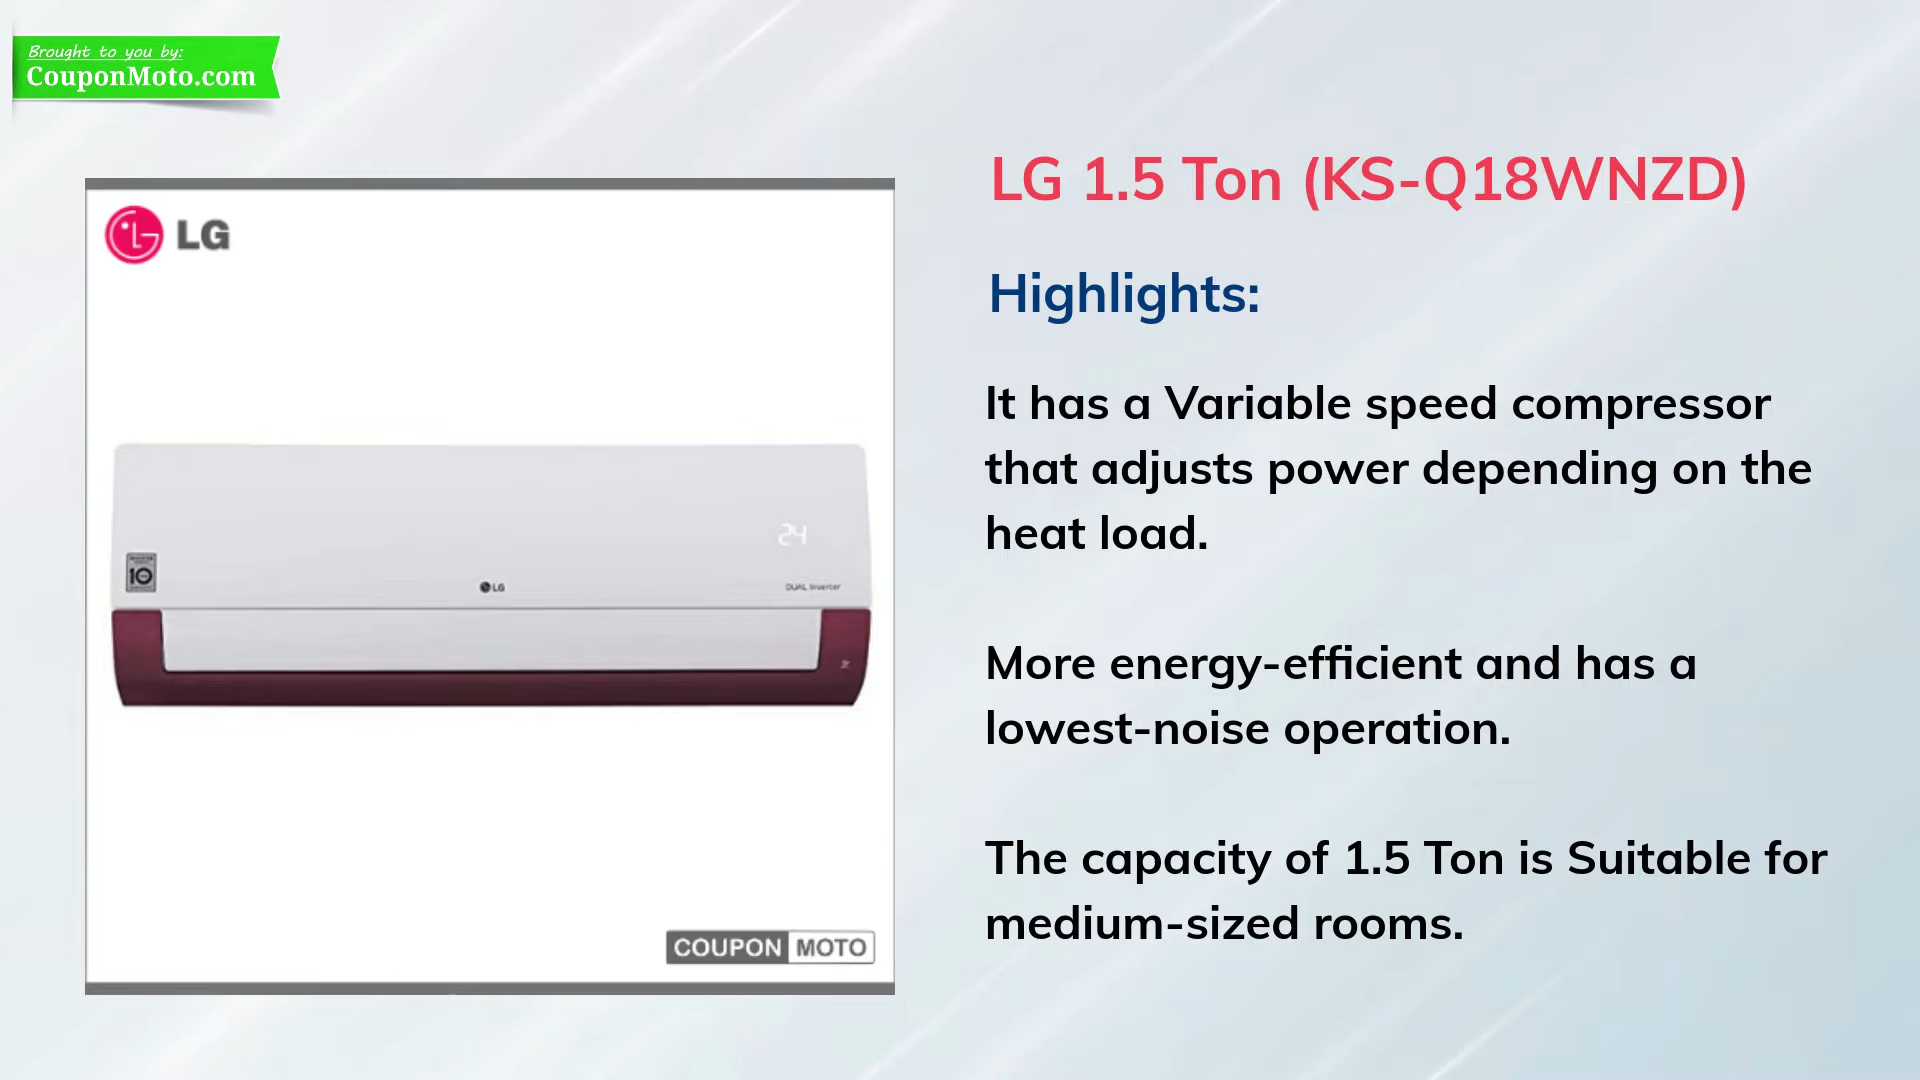 Brought to you by:
CouponMoto.com
LG
LG 1.5 Ton (KS-Q18WNZD)
Highlights:
It has a Variable speed compressor
that adjusts power depending on the
heat load.
24
10
LG
DUAL Inverter
More energy-efficient and has a
lowest-noise operation.
The capacity of 1.5 Ton is Suitable for
medium-sized rooms.
COUPON MOTO